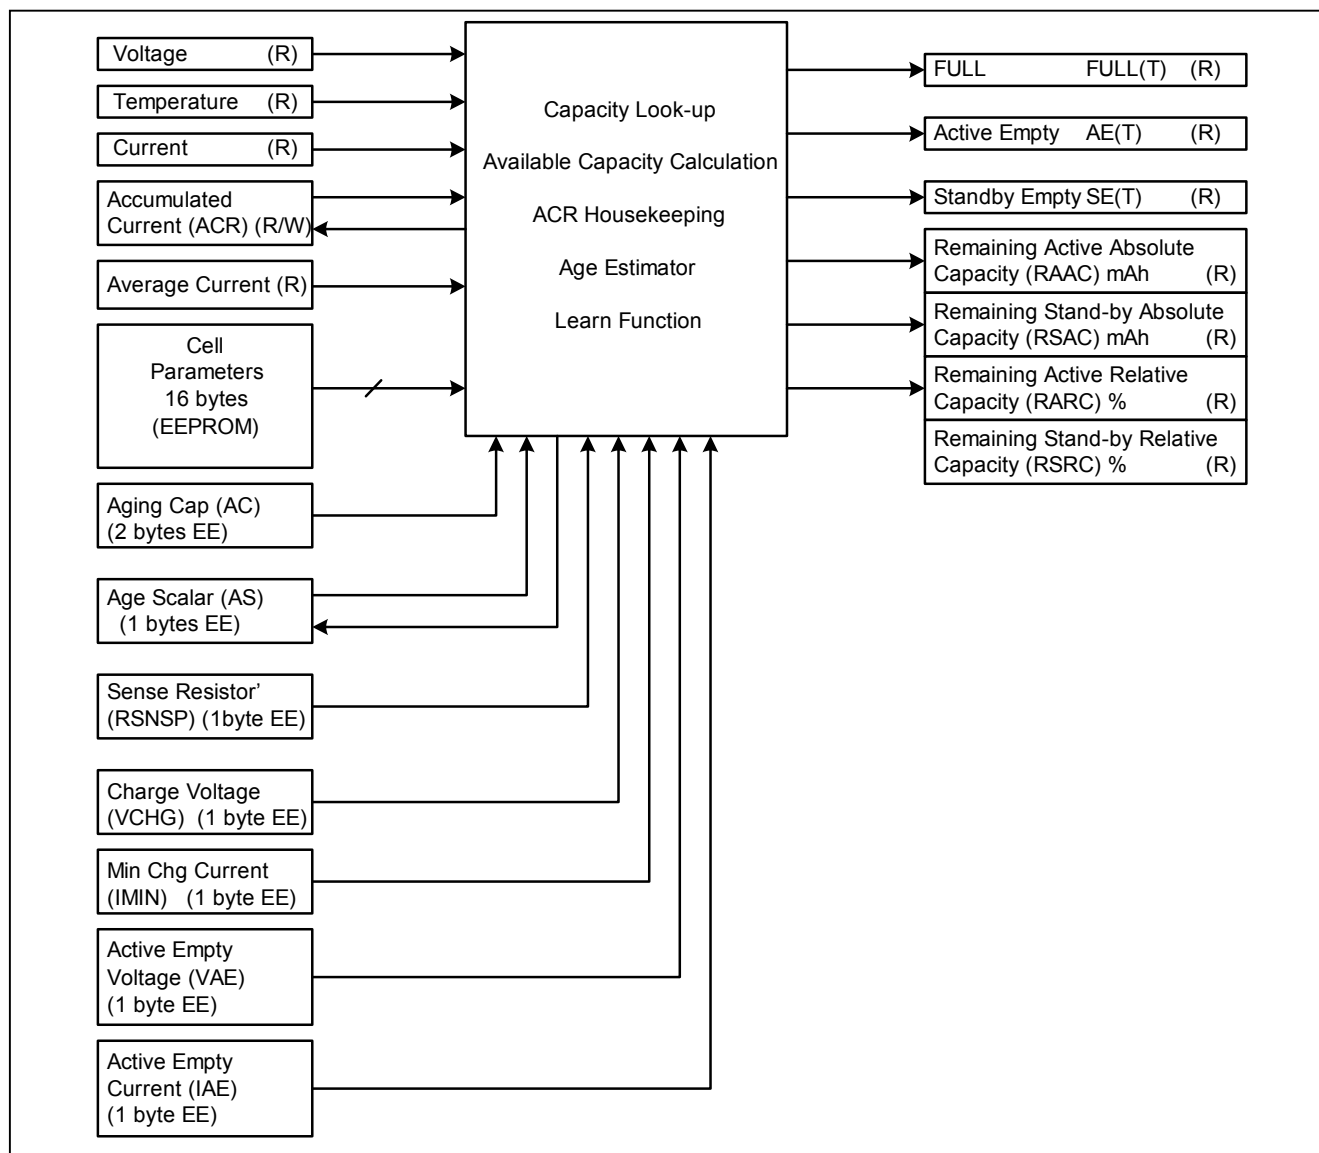 Voltage (R)
Temperature (R)
Current (R)
Accumulated
Current (ACR) (R/W)
Average Current (R)
Cell
Parameters
16 bytes
(EEPROM)
Aging Cap (AC)
(2 bytes EE)
Age Scalar (AS)
(1 bytes EE)
Sense Resistor'
(RSNSP) (1byte EE)
Charge Voltage
(VCHG) (1 byte EE)
Min Chg Current
(IMIN) (1 byte EE)
Active Empty
Voltage (VAE)
(1 byte EE)
Active Empty
Current (IAE)
(1 byte EE)
Capacity Look-up
Available Capacity Calculation
ACR Housekeeping
Age Estimator
Learn Function
FULL FULL(T) (R)
Active Empty AE(T) (R)
Standby Empty SE(T) (R)
Remaining Active Absolute
Capacity (RAAC) mAh (R)
Remaining Stand-by Absolute
Capacity (RSAC) mAh (R)
Remaining Active Relative
Capacity (RARC) % (R)
Remaining Stand-by Relative
Capacity (RSRC) % (R)